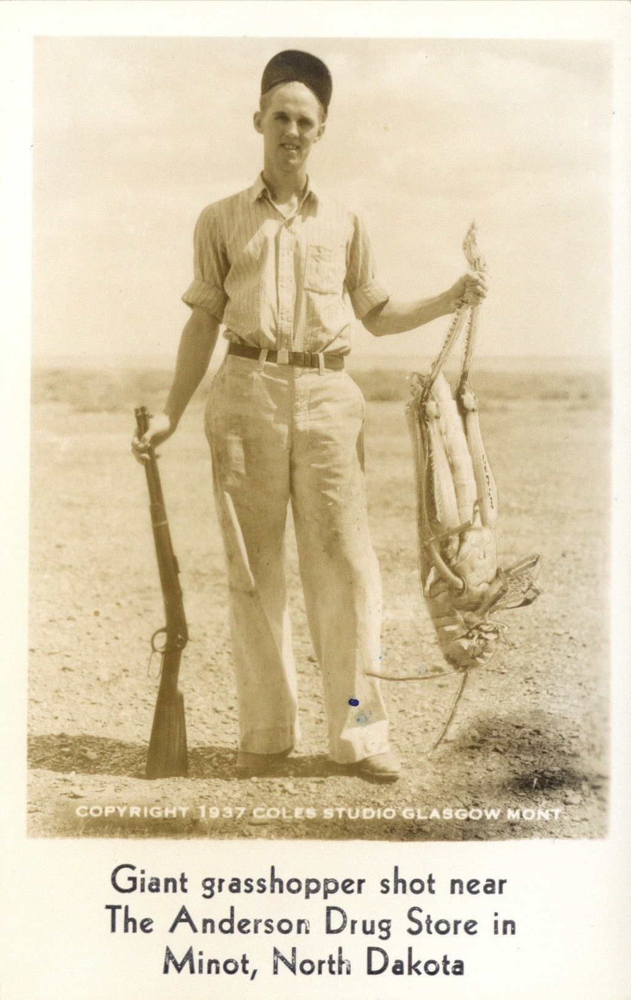 COPYRIGHT 1937 COLES STUDIO GLASGOW MONT
Giant grasshopper shot near
The Anderson Drug Store in
Minot, North Dakota